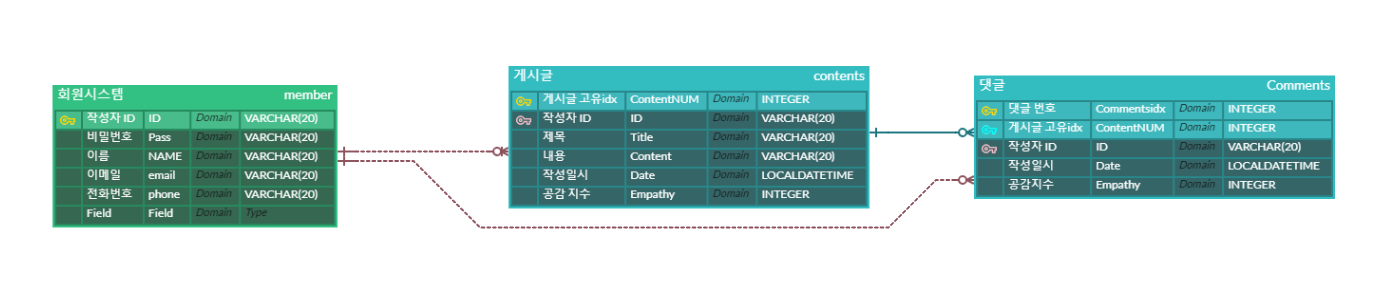 회원시스템 member
작성자 ID ID Domain VARCHAR(20)
비밀번호 Pass Domain VARCHAR(20)
이름 NAME Domain VARCHAR(20)
이메일 email Domain VARCHAR(20)
전화번호 phone Domain VARCHAR(20)
Field Field Domain Type
게시글 contents
게시글 고유idx ContentNUM Domain INTEGER
작성자 ID ID Domain VARCHAR(20)
제목 Title Domain VARCHAR(20)
내용 Content Domain VARCHAR(20)
작성일시 Date Domain LOCALDATETIME
공감 지수 Empathy Domain INTEGER
댓글 Comments
댓글 번호 Commentsidx Domain INTEGER
게시글 고유idx ContentNUM Domain INTEGER
작성자 ID ID Domain VARCHAR(20)
작성일시 Date Domain LOCALDATETIME
공감지수 Empathy Domain INTEGER